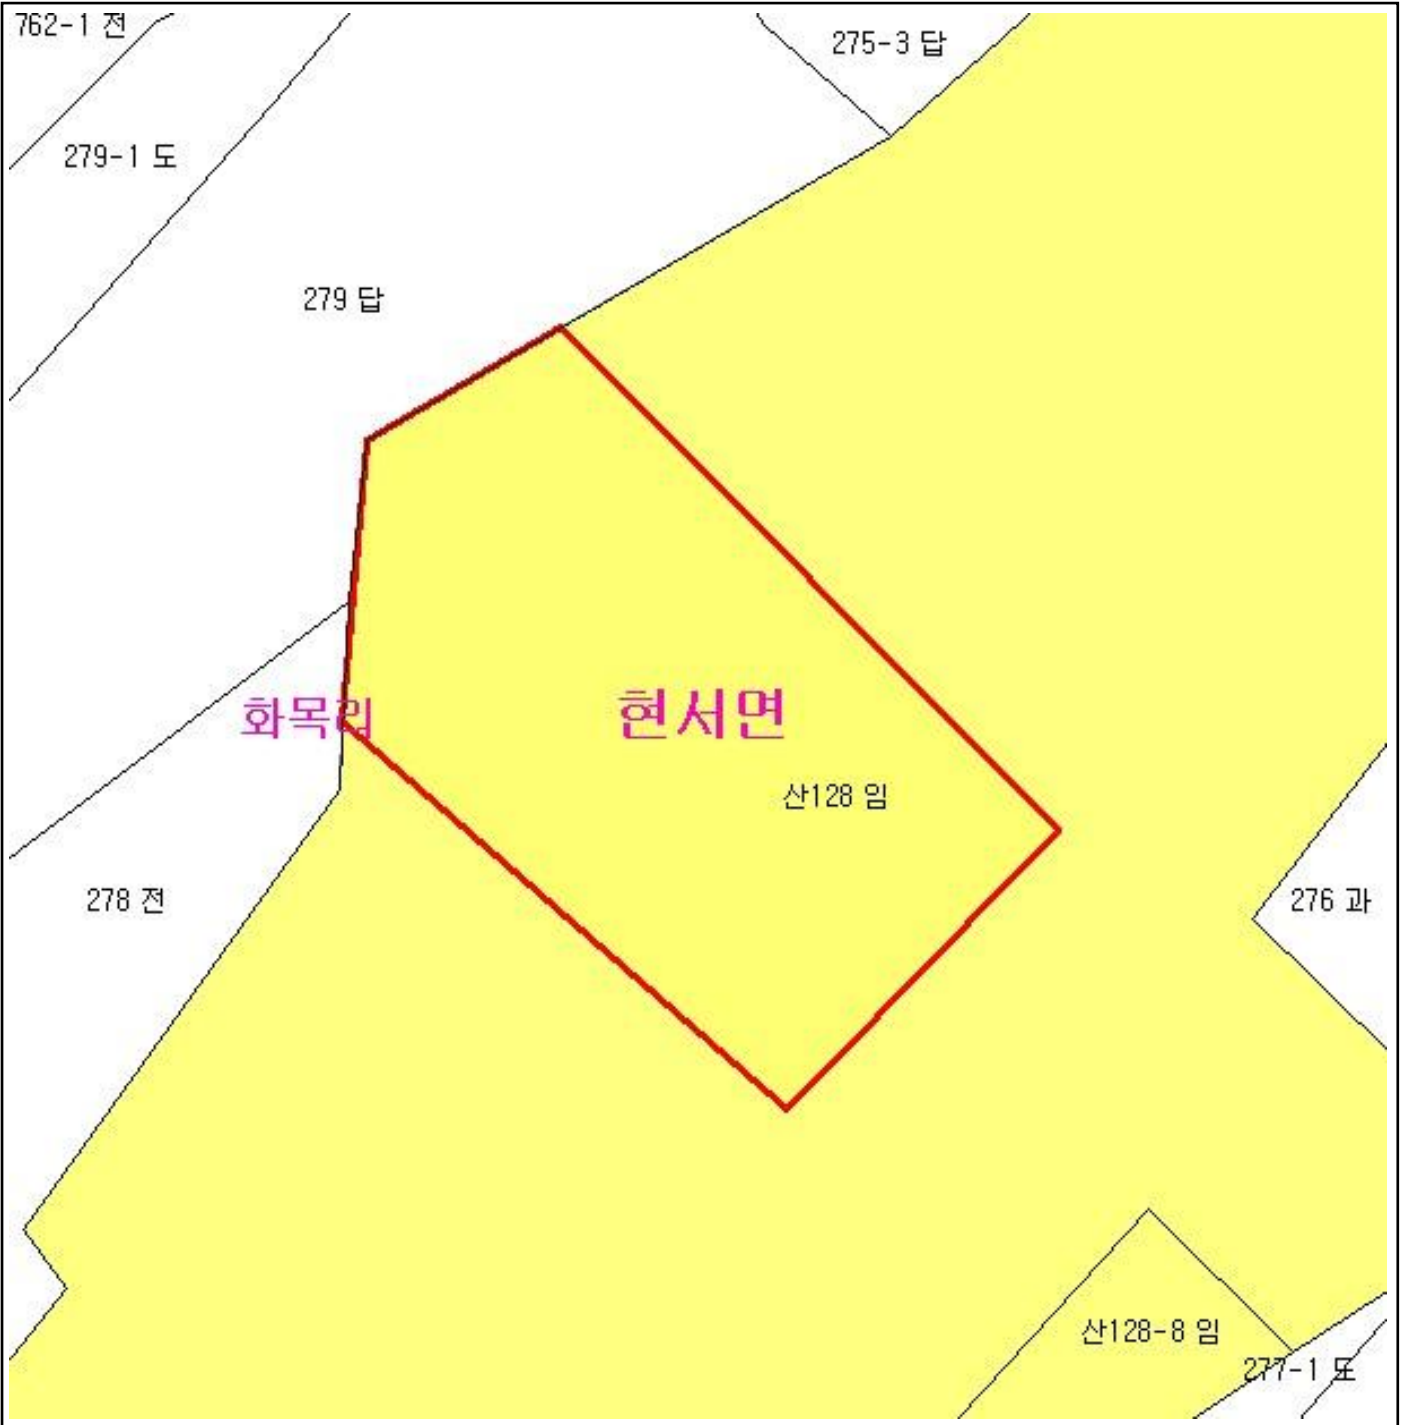 762-1 전
275-3 답
279-1 도
279 답
화목리
현서면
산128 임
278 전
276 과
산128-8 임
277-1 도